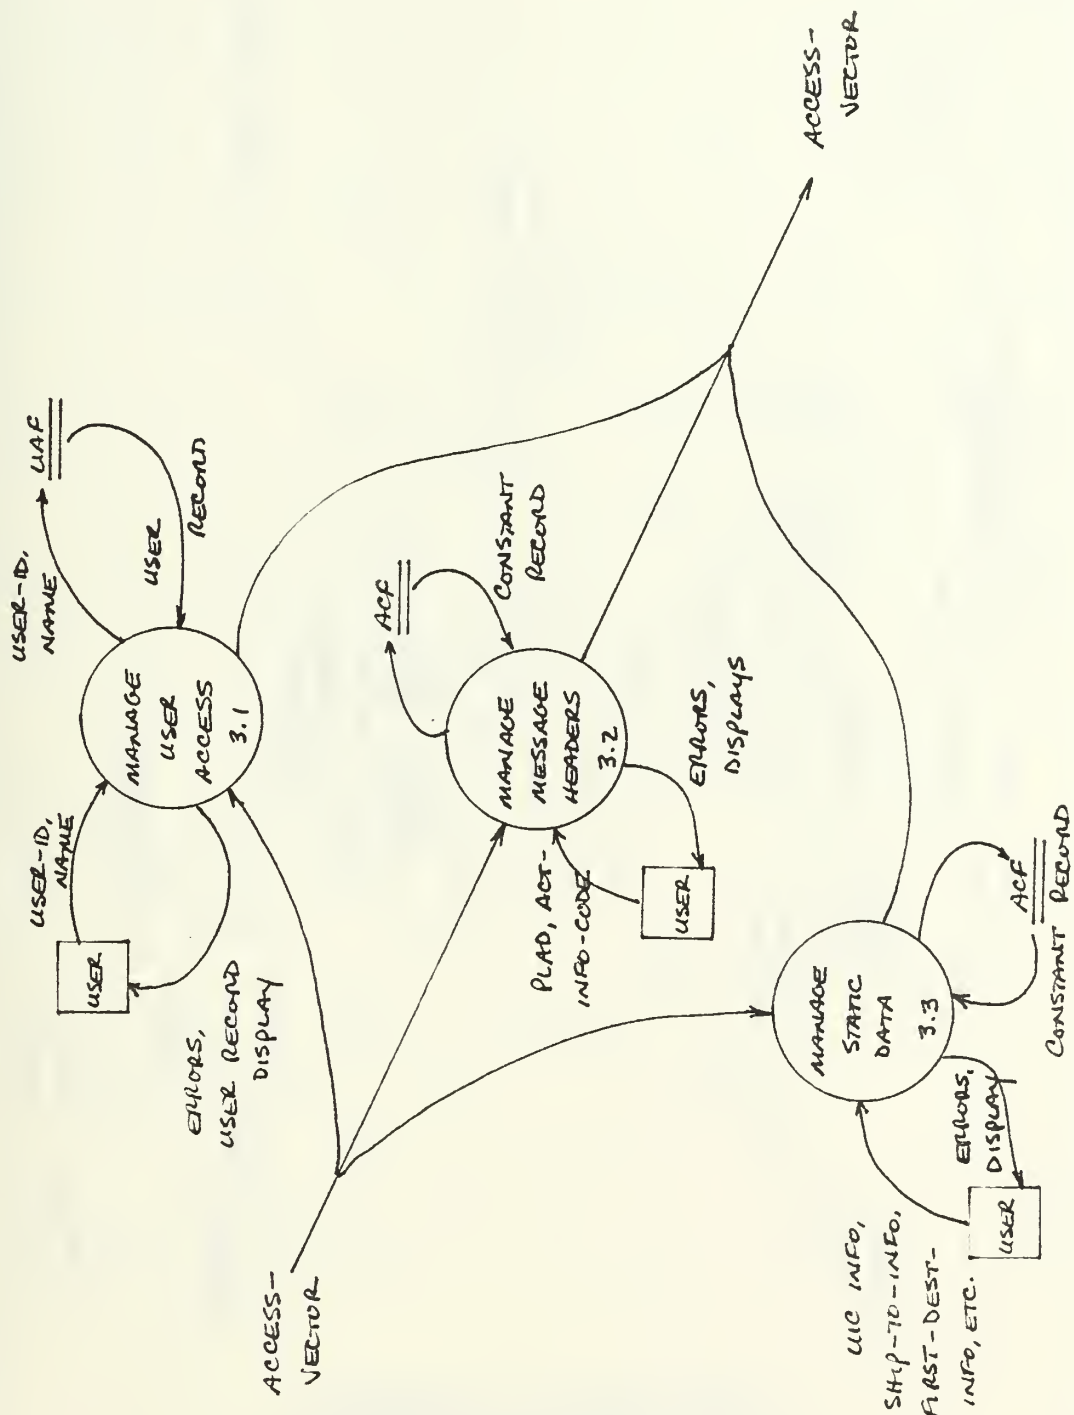 ACCESS-
VECTOR
USER
USER-ID,
NAME
ERRORS,
USER RECORD
DISPLAY
MANAGE
USER
ACCESS
3.1
USER-ID,
NAME
UAF
USER
RECORD
PLAD, ACT-
INFO-CODE
USER
ERRORS,
DISPLAYS
MANAGE
MESSAGE
HEADERS
3.2
ACF
CONSTANT
RECORD
UIC INFO,
SHIP-TO-INFO,
FIRST-DEST-
INFO, ETC.
USER
ERRORS,
DISPLAY
MANAGE
STATIC
DATA
3.3
ACF
CONSTANT RECORD
ACCESS-
VECTOR